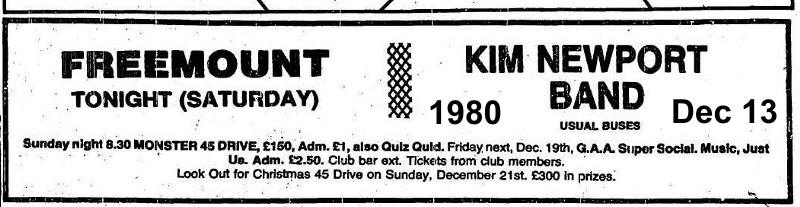 FREEMOUNT
TONIGHT (SATURDAY)
KIM NEWPORT
BAND
1980
Dec 13
USUAL BUSES
Sunday night 8.30 MONSTER 45 DRIVE, £150, Adm. £1, also Quiz Quid. Friday next, Dec. 19th, G.A.A. Super Social. Music, Just
Us. Adm. £2.50. Club bar ext. Tickets from club members.
Look Out for Christmas 45 Drive on Sunday, December 21st. £300 in prizes.